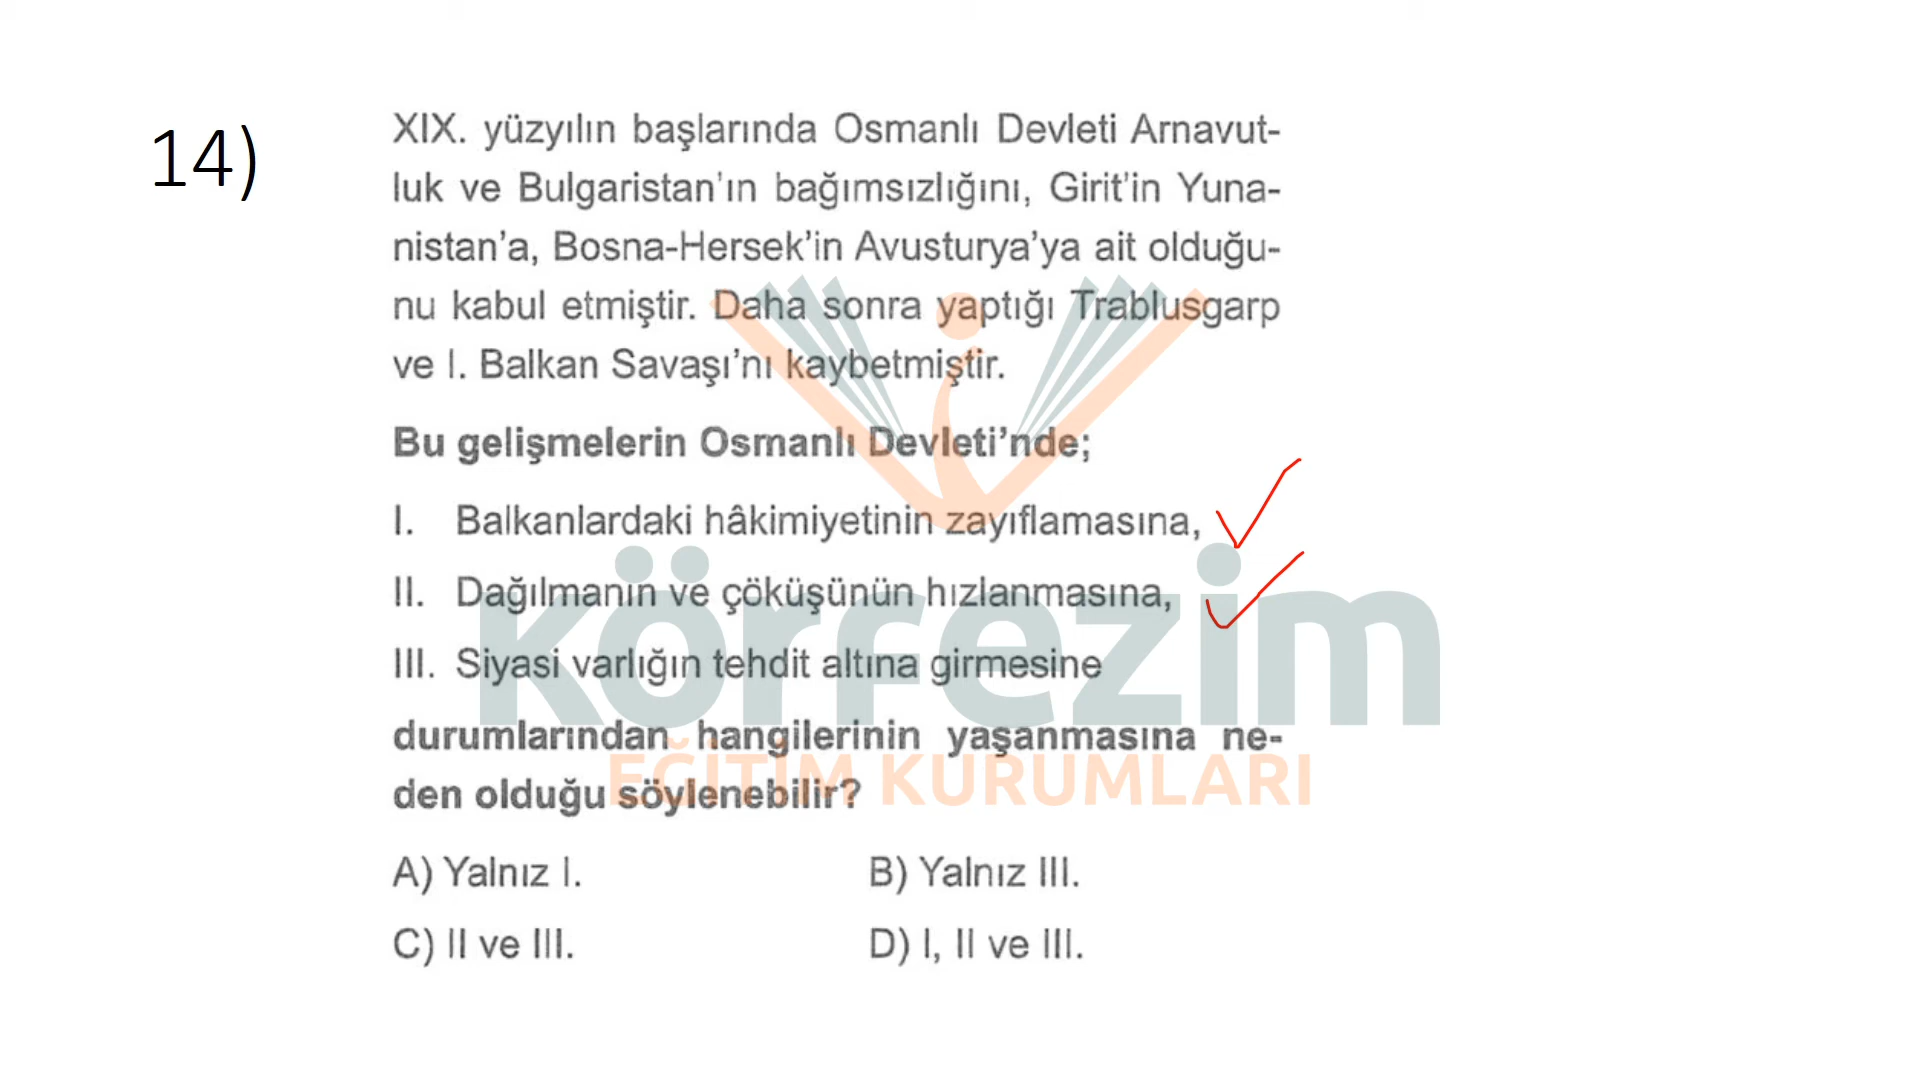 14)
XIX. yüzyılın başlarında Osmanlı Devleti Arnavut-
luk ve Bulgaristan'ın bağımsızlığını, Girit'in Yuna-
nistan'a, Bosna-Hersek'in Avusturya'ya ait olduğu-
nu kabul etmiştir. Daha sonra yaptığı Trablusgarp
ve I. Balkan Savaşı'nı kaybetmiştir.
Bu gelişmelerin Osmanlı Devleti'nde;
I. Balkanlardaki hâkimiyetinin zayıflamasına,
II. Dağılmanın ve çöküşünün hızlanmasına,
III. Siyasi varlığın tehdit altına girmesine
durumlarından hangilerinin yaşanmasına ne-
den olduğu söylenebilir?
A) Yalnız I.
B) Yalnız III.
C) II ve III.
D) I, II ve III.
körfezim
EĞİTİM KURUMLARI